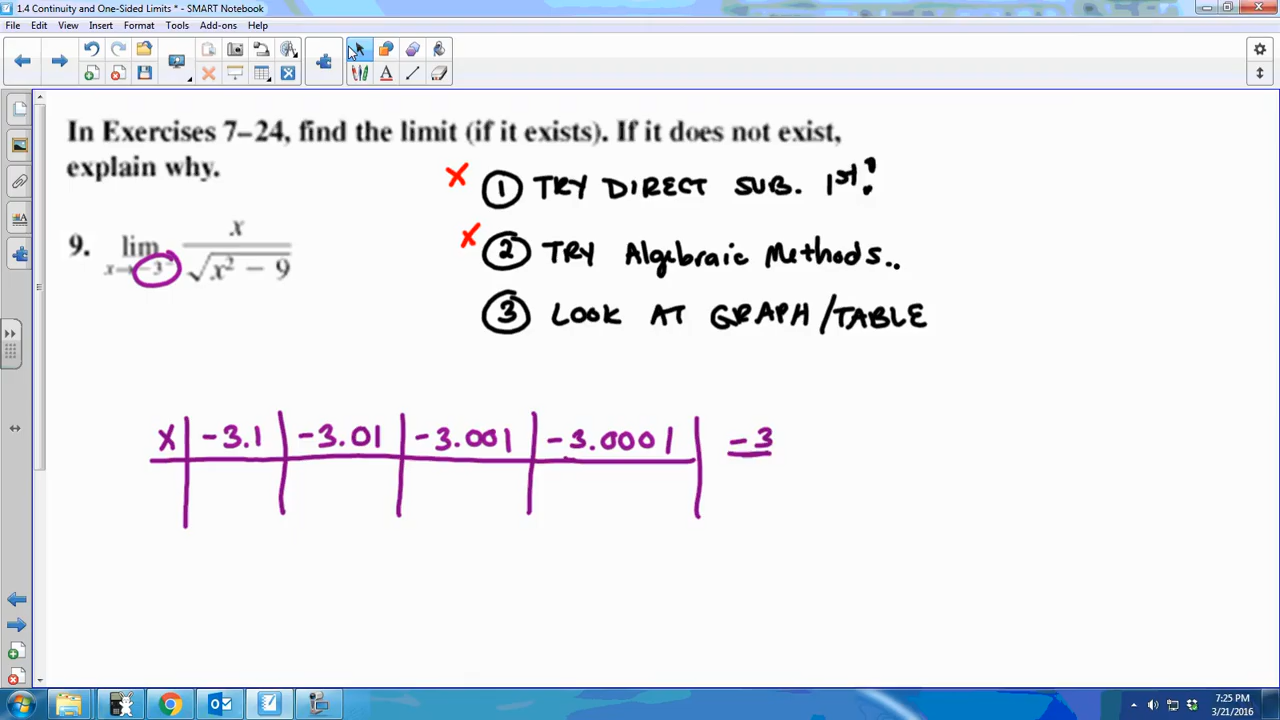 1.4 Continuity and One-Sided Limits * - SMART Notebook
File Edit View Insert Format Tools Add-ons Help
In Exercises 7–24, find the limit (if it exists). If it does not exist,
explain why.
× ① TRY DIRECT SUB. 1st!
× ② TRY Algebraic Methods..
③ LOOK AT GRAPH/TABLE
9. lim x→-3⁻ x / √(x² − 9)
x | -3.1 | -3.01 | -3.001 | -3.0001 | -3
7:25 PM
3/21/2016